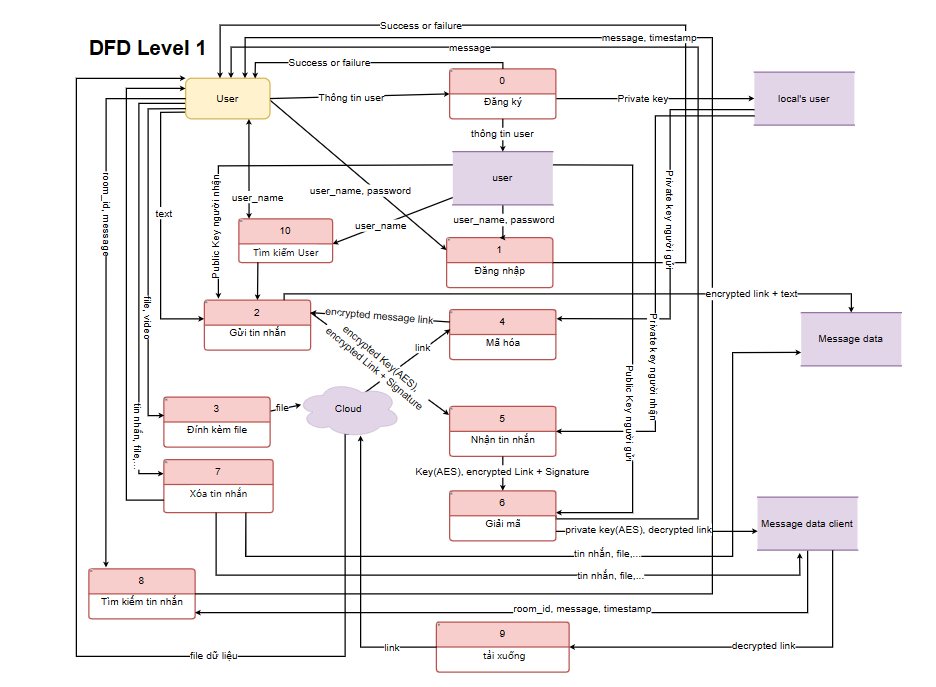 Success or failure
message, timestamp
DFD Level 1
message
Success or failure
0
User
Thông tin user
Đăng ký
Private key
local's user
thông tin user
user
Public Key người nhận
user_name
user_name, password
Private key người gửi
text
room_id, message
user_name, password
user_name
10
Tìm kiếm User
1
Đăng nhập
encrypted link + text
file, video
2
Gửi tin nhắn
encrypted message link
4
Mã hóa
link
encrypted Key(AES),
encrypted Link + Signature
Private key người nhận
Message data
Public Key người gửi
3
Đính kèm file
file
Cloud
5
Nhận tin nhắn
tin nhắn, file,...
7
Xóa tin nhắn
Key(AES), encrypted Link + Signature
6
Giải mã
private key(AES), decrypted link
Message data client
tin nhắn, file,...
tin nhắn, file,...
8
Tìm kiếm tin nhắn
room_id, message, timestamp
9
tải xuống
link
decrypted link
file dữ liệu